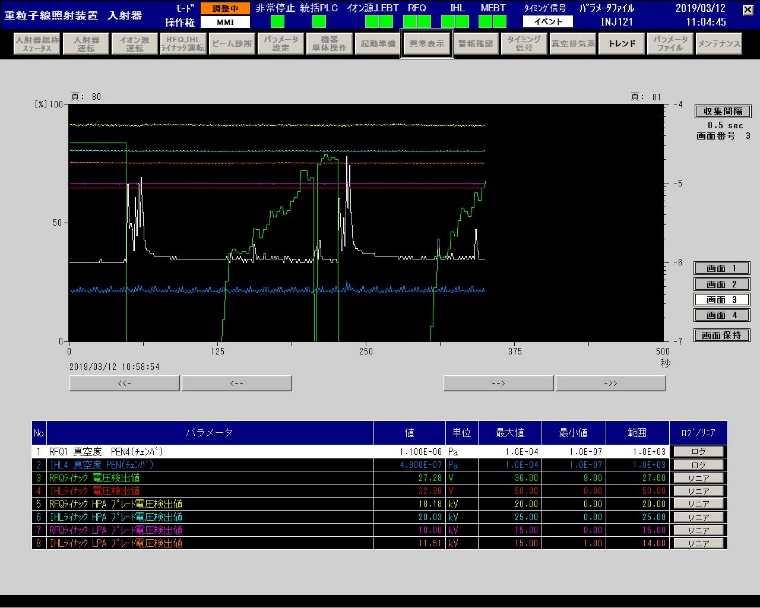 重粒子線照射装置 入射器
モード 調整中
操作権 MMI
非常停止 統括PLC イオン源LEBT RFQ IHL MEBT
タイミング信号 イベント
パラメータファイル INJ121
2019/03/12
11:04:45
入射器総称ステータス
入射器運転
イオン源運転
RFQ,IHLライナック運転
ビーム診断
パラメータ設定
機器単体操作
起動準備
異常表示
警報確認
タイミング信号
真空排気系
トレンド
パラメータファイル
メンテナンス
頁: 80
頁: 81
[%] 100
50
0
-4
-5
-6
-7
0 125 250 375 500
秒
2019/03/12 10:58:54
<<- <-- --> ->>
収集間隔
0.5 sec
画面番号 3
画面 1
画面 2
画面 3
画面 4
画面保持
No パラメータ 値 単位 最大値 最小値 範囲 ログ/リニア
1 RFQ1 真空度 PEN4(チェンバ) 1.100E-06 Pa 1.0E-04 1.0E-07 1.0E+03 ログ
2 IHL4 真空度 PEN(チェンバ) 4.300E-07 Pa 1.0E-04 1.0E-07 1.0E+03 ログ
3 RFQライナック 電圧検出値 27.26 V 36.00 9.00 27.00 リニア
4 IHLライナック 電圧検出値 32.89 V 50.00 0.00 50.00 リニア
5 RFQライナック HPA プレート電圧検出値 18.18 kV 20.00 0.00 20.00 リニア
6 IHLライナック HPA プレート電圧検出値 20.03 kV 25.00 0.00 25.00 リニア
7 RFQライナック LPA プレート電圧検出値 10.00 kV 15.00 0.00 15.00 リニア
8 IHLライナック LPA プレート電圧検出値 11.51 kV 15.00 1.00 14.00 リニア